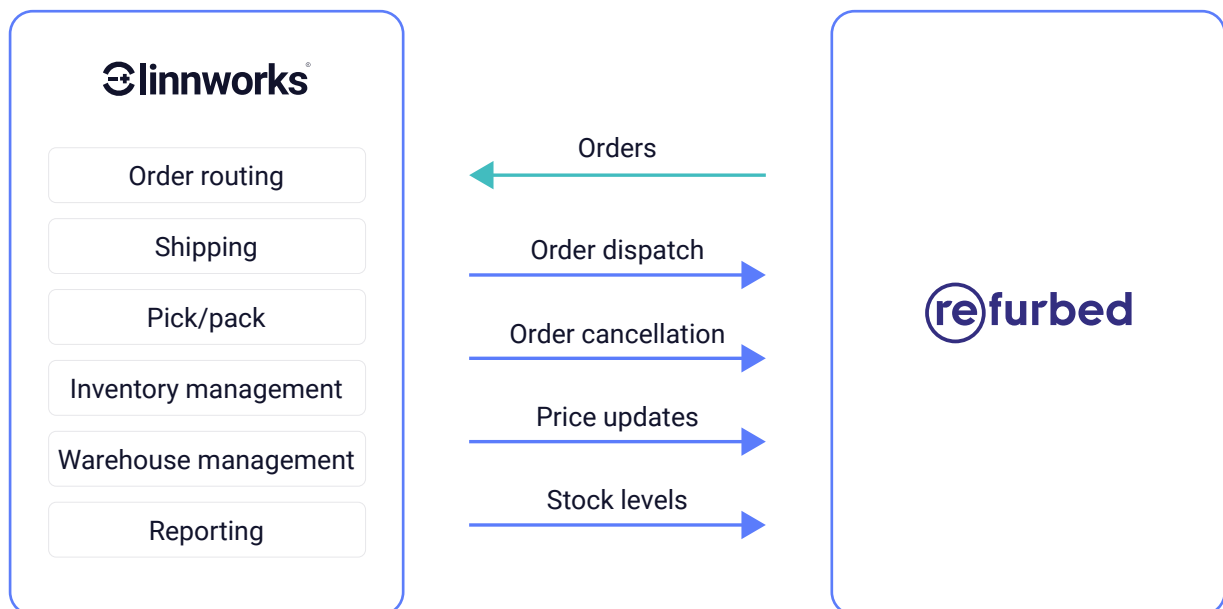 linnworks®
Order routing
Shipping
Pick/pack
Inventory management
Warehouse management
Reporting
Orders
Order dispatch
Order cancellation
Price updates
Stock levels
refurbed